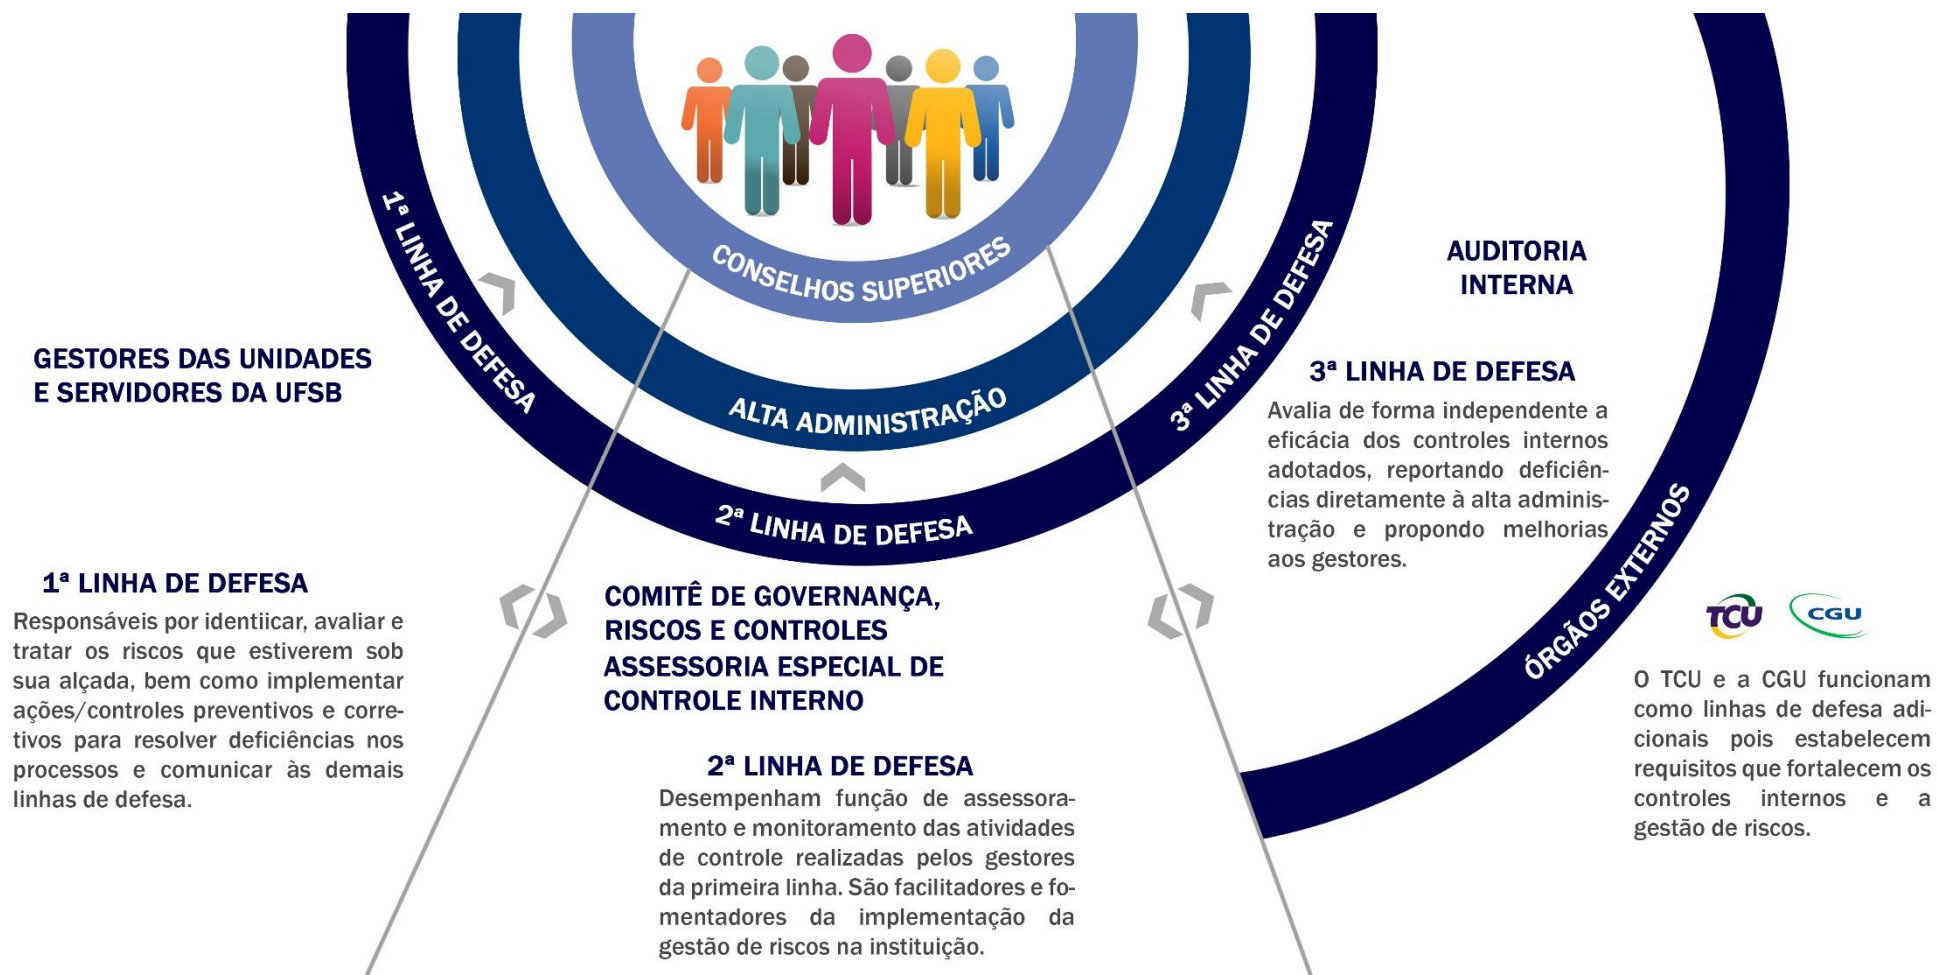 CONSELHOS SUPERIORES
ALTA ADMINISTRAÇÃO
1ª LINHA DE DEFESA
2ª LINHA DE DEFESA
3ª LINHA DE DEFESA
ÓRGÃOS EXTERNOS
GESTORES DAS UNIDADES
E SERVIDORES DA UFSB
1ª LINHA DE DEFESA
Responsáveis por identiicar, avaliar e
tratar os riscos que estiverem sob
sua alçada, bem como implementar
ações/controles preventivos e corre-
tivos para resolver deficiências nos
processos e comunicar às demais
linhas de defesa.
COMITÊ DE GOVERNANÇA,
RISCOS E CONTROLES
ASSESSORIA ESPECIAL DE
CONTROLE INTERNO
2ª LINHA DE DEFESA
Desempenham função de assessora-
mento e monitoramento das atividades
de controle realizadas pelos gestores
da primeira linha. São facilitadores e fo-
mentadores da implementação da
gestão de riscos na instituição.
AUDITORIA
INTERNA
3ª LINHA DE DEFESA
Avalia de forma independente a
eficácia dos controles internos
adotados, reportando deficiên-
cias diretamente à alta adminis-
tração e propondo melhorias
aos gestores.
TCU
CGU
O TCU e a CGU funcionam
como linhas de defesa adi-
cionais pois estabelecem
requisitos que fortalecem os
controles internos e a
gestão de riscos.